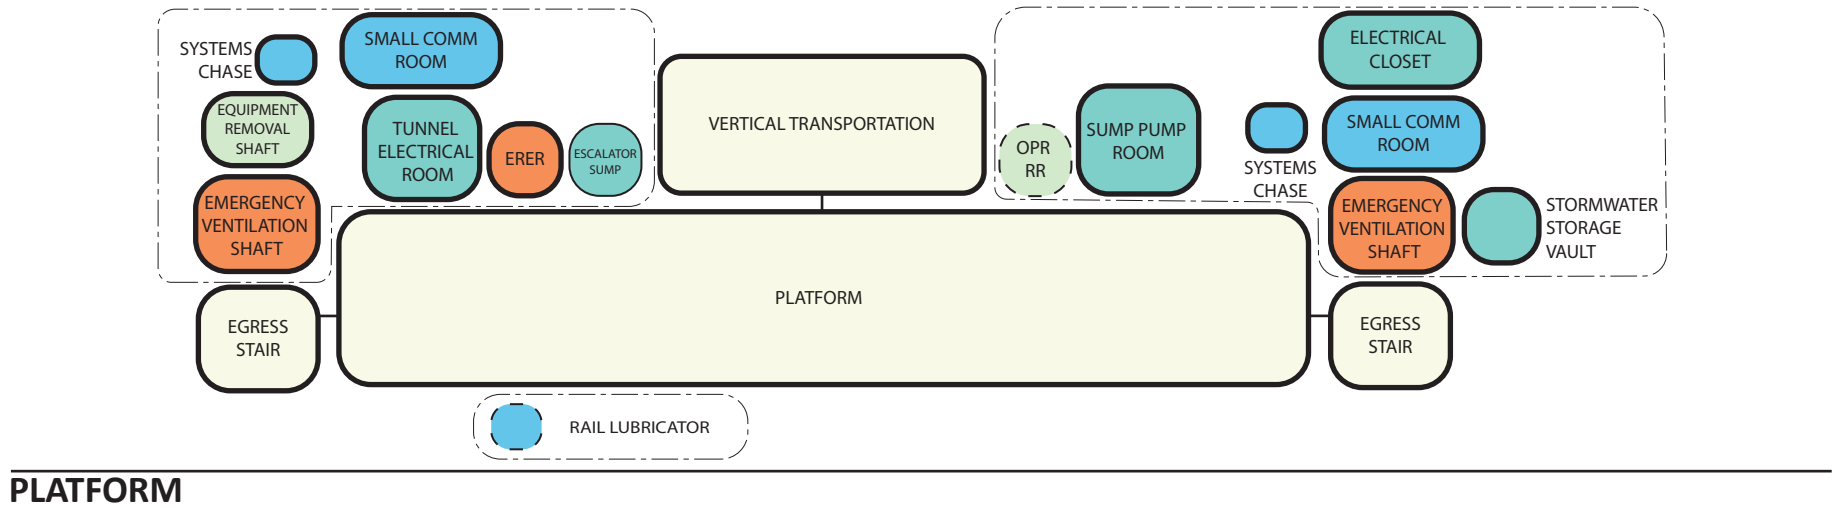 SYSTEMS
CHASE
SMALL COMM
ROOM
EQUIPMENT
REMOVAL
SHAFT
TUNNEL
ELECTRICAL
ROOM
ERER
ESCALATOR
SUMP
EMERGENCY
VENTILATION
SHAFT
VERTICAL TRANSPORTATION
OPR
RR
SUMP PUMP
ROOM
ELECTRICAL
CLOSET
SMALL COMM
ROOM
SYSTEMS
CHASE
EMERGENCY
VENTILATION
SHAFT
STORMWATER
STORAGE
VAULT
EGRESS
STAIR
PLATFORM
EGRESS
STAIR
RAIL LUBRICATOR
PLATFORM